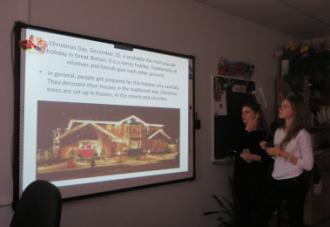 Christmas Day, December 25, is probably the most popular
holiday in Great Britain. It is a family holiday. Traditionally all
relatives and friends give each other presents.
• In general, people get prepared for this holiday very carefully.
They decorate their houses in the traditional way. Christmas
trees are set up in houses, in the streets and churches.